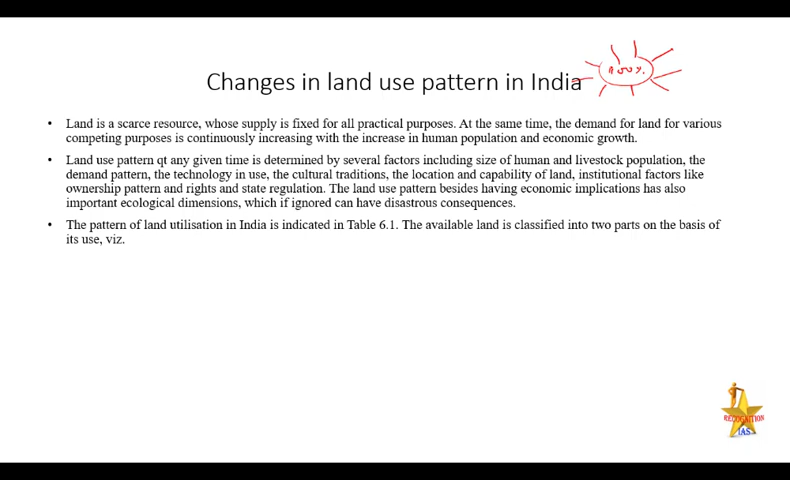 Changes in land use pattern in India
• Land is a scarce resource, whose supply is fixed for all practical purposes. At the same time, the demand for land for various
competing purposes is continuously increasing with the increase in human population and economic growth.
• Land use pattern qt any given time is determined by several factors including size of human and livestock population, the
demand pattern, the technology in use, the cultural traditions, the location and capability of land, institutional factors like
ownership pattern and rights and state regulation. The land use pattern besides having economic implications has also
important ecological dimensions, which if ignored can have disastrous consequences.
• The pattern of land utilisation in India is indicated in Table 6.1. The available land is classified into two parts on the basis of
its use, viz.
RECOGNITION
IAS